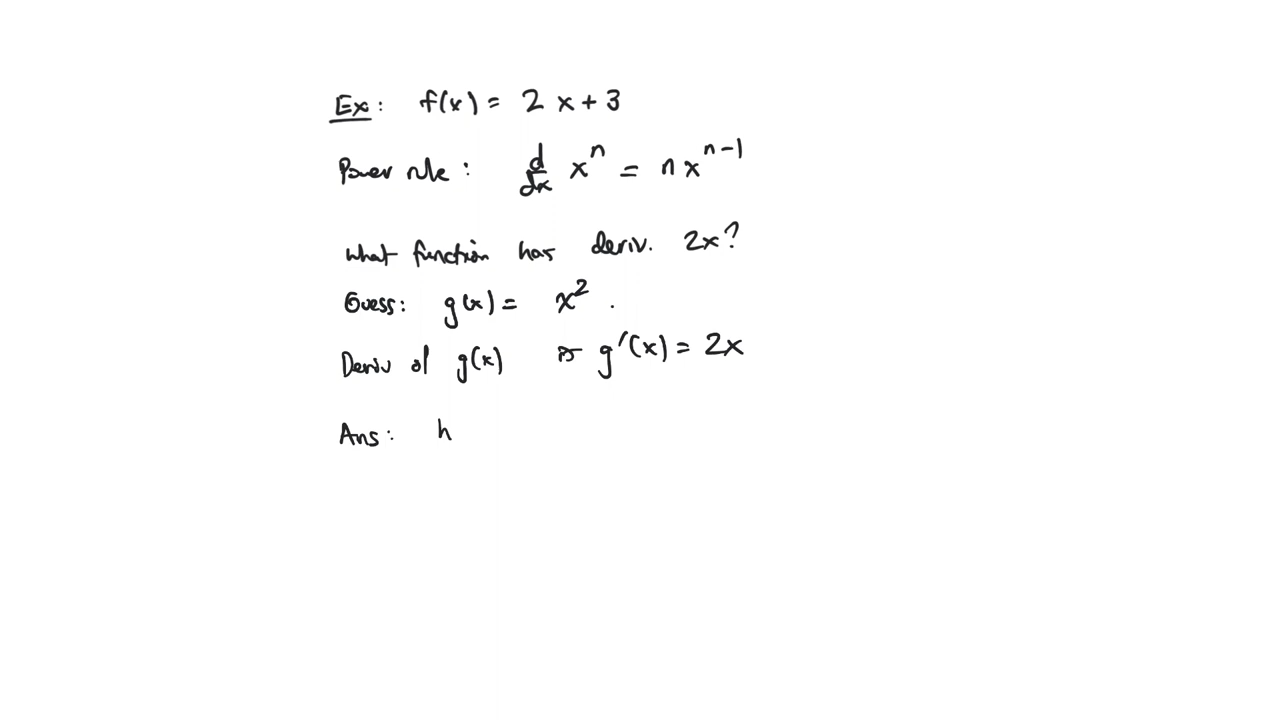 Ex: f(x) = 2x + 3
Power rule: d/dx x^n = nx^{n-1}
What function has deriv. 2x?
Guess: g(x) = x^2.
Deriv of g(x) is g'(x) = 2x
Ans: h